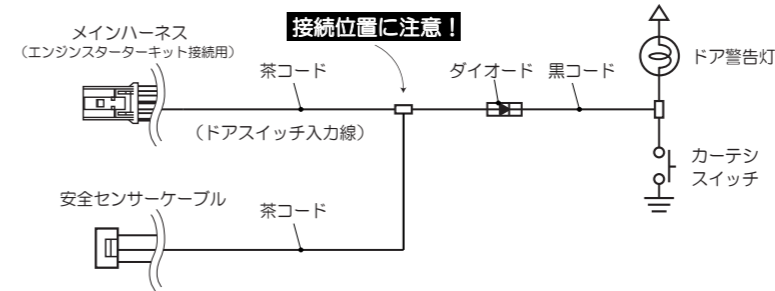 接続位置に注意！
メインハーネス
（エンジンスターターキット接続用）
茶コード
ダイオード
黒コード
ドア警告灯
（ドアスイッチ入力線）
カーテシ
スイッチ
安全センサーケーブル
茶コード